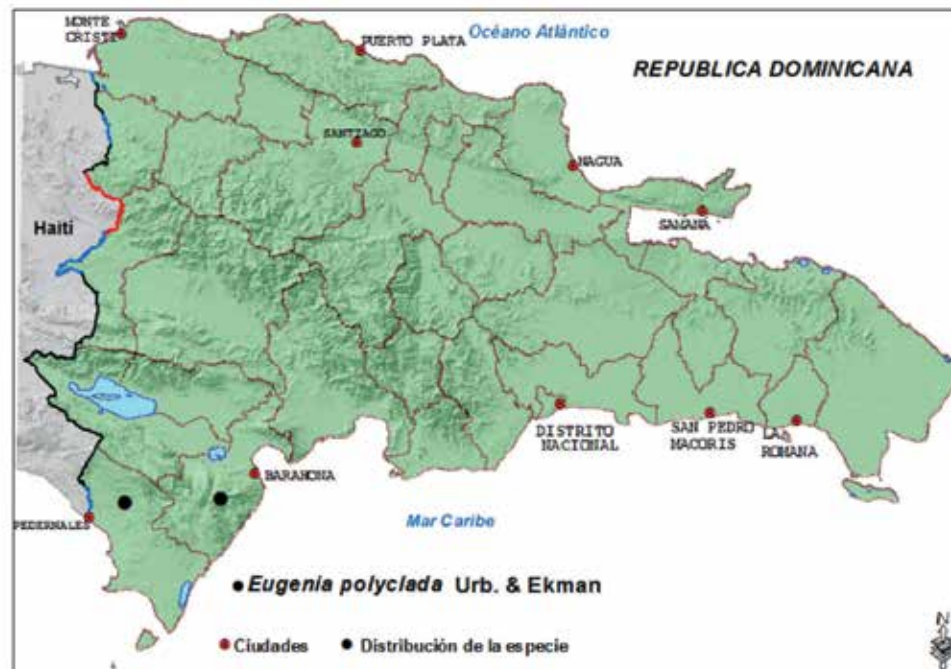 MONTE
CRISTI
PUERTO PLATA
Océano Atlántico
REPUBLICA DOMINICANA
SANTIAGO
NAGUA
SAMANA
Haití
DISTRITO
NACIONAL
SAN PEDRO
MACORIS
LA
ROMANA
BARAHONA
PEDERNALES
Mar Caribe
Eugenia polyclada Urb. & Ekman
Ciudades
Distribución de la especie
N